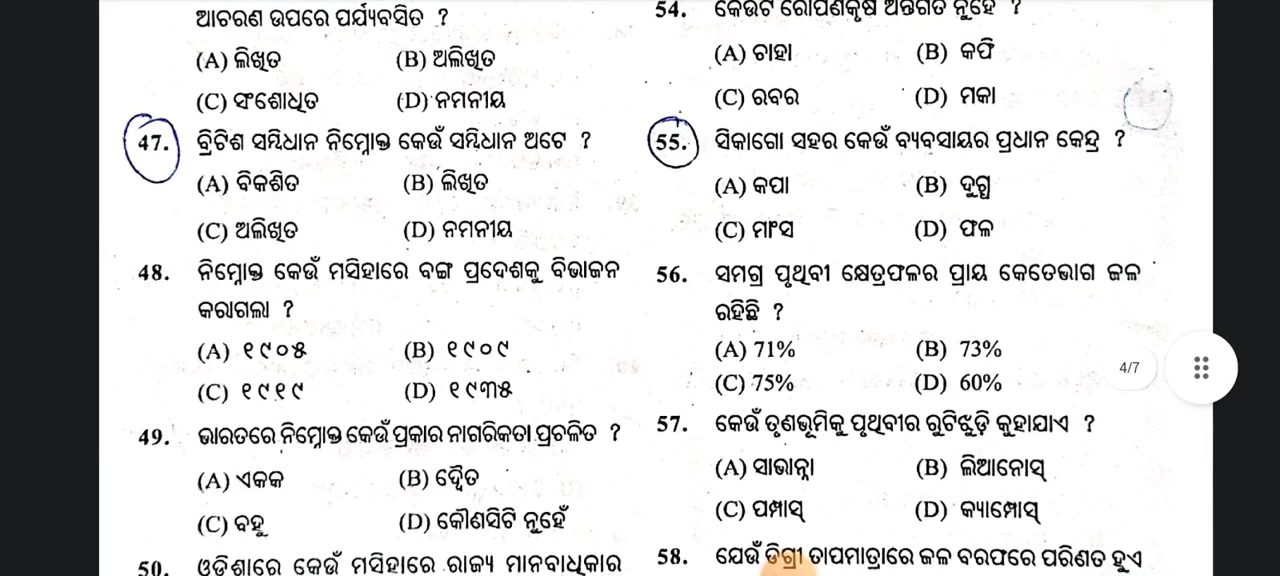 ଆଚରଣ ଉପରେ ପର୍ଯ୍ୟବସିତ ?
(A) ଲିଖିତ (B) ଅଲିଖିତ
(C) ସଂଶୋଧିତ (D) ନମନୀୟ
47. ବ୍ରିଟିଶ ସମ୍ବିଧାନ ନିମ୍ନୋକ୍ତ କେଉଁ ସମ୍ବିଧାନ ଅଟେ ?
(A) ବିକଶିତ (B) ଲିଖିତ
(C) ଅଲିଖିତ (D) ନମନୀୟ
48. ନିମ୍ନୋକ୍ତ କେଉଁ ମସିହାରେ ବଙ୍ଗ ପ୍ରଦେଶକୁ ବିଭାଜନ
କରାଗଲା ?
(A) ୧୯୦୫ (B) ୧୯୦୯
(C) ୧୯୧୯ (D) ୧୯୩୫
49. ଭାରତରେ ନିମ୍ନୋକ୍ତ କେଉଁ ପ୍ରକାର ନାଗରିକତା ପ୍ରଚଳିତ ?
(A) ଏକକ (B) ଦ୍ୱୈତ
(C) ବହୁ (D) କୌଣସିଟି ନୁହେଁ
50. ଓଡ଼ିଶାରେ କେଉଁ ମସିହାରେ ରାଜ୍ୟ ମାନବାଧିକାର
54. କେଉଁଟି ରୋପଣକୃଷି ଅନ୍ତର୍ଗତ ନୁହେଁ ?
(A) ଚାହା (B) କଫି
(C) ରବର (D) ମକା
55. ସିକାଗୋ ସହର କେଉଁ ବ୍ୟବସାୟର ପ୍ରଧାନ କେନ୍ଦ୍ର ?
(A) କପା (B) ଦୁଗ୍ଧ
(C) ମାଂସ (D) ଫଳ
56. ସମଗ୍ର ପୃଥିବୀ କ୍ଷେତ୍ରଫଳର ପ୍ରାୟ କେତେଭାଗ ଜଳ
ରହିଛି ?
(A) 71% (B) 73%
(C) 75% (D) 60%
57. କେଉଁ ତୃଣଭୂମିକୁ ପୃଥିବୀର ରୁଟିଝୁଡ଼ି କୁହାଯାଏ ?
(A) ସାଭାନ୍ନା (B) ଲିଆନୋସ୍
(C) ପମ୍ପାସ୍ (D) କ୍ୟାମ୍ପୋସ୍
58. ଯେଉଁ ଡିଗ୍ରୀ ତାପମାତ୍ରାରେ ଜଳ ବରଫରେ ପରିଣତ ହୁଏ
4/7